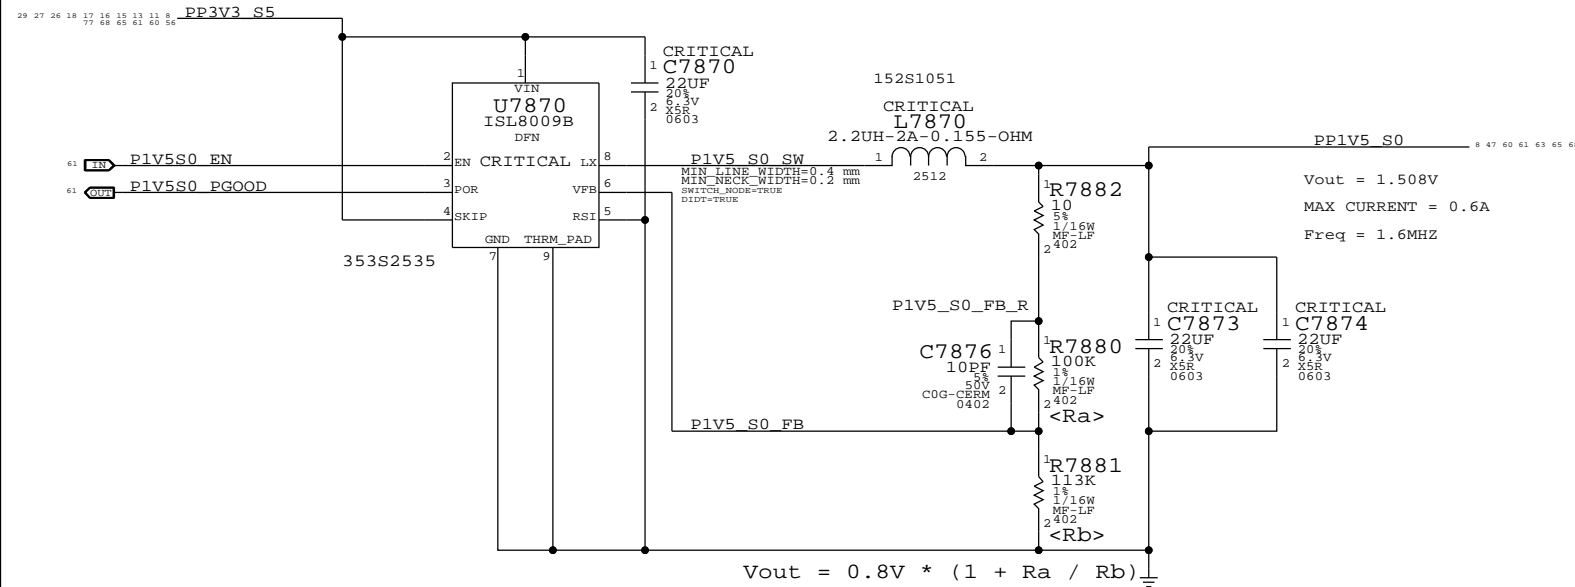 29 27 26 18 17 16 15 13 11 8
77 68 65 61 60 56
PP3V3_S5
CRITICAL
1 C7870
22UF
20%
6.3V
2 X5R
0603
1
VIN
U7870
ISL8009B
DFN
CRITICAL
61 IN P1V5S0_EN 2 EN
61 OUT P1V5S0_PGOOD 3 POR
4 SKIP
LX 8
VFB 6
RSI 5
GND THRM_PAD
7 9
353S2535
P1V5_S0_SW
MIN_LINE_WIDTH=0.4 mm
MIN_NECK_WIDTH=0.2 mm
SWITCH_NODE=TRUE
DIDT=TRUE
152S1051
CRITICAL
L7870
2.2UH-2A-0.155-OHM
1 2
2512
PP1V5_S0
Vout = 1.508V
MAX CURRENT = 0.6A
Freq = 1.6MHZ
1 R7882
10
5%
1/16W
MF-LF
2 402
P1V5_S0_FB_R
C7876 1
10PF
5%
50V
C0G-CERM 2
0402
1 R7880
100K
1%
1/16W
MF-LF
2 402
<Ra>
CRITICAL
1 C7873
22UF
20%
6.3V
2 X5R
0603
CRITICAL
1 C7874
22UF
20%
6.3V
2 X5R
0603
P1V5_S0_FB
1 R7881
113K
1%
1/16W
MF-LF
2 402
<Rb>
Vout = 0.8V * (1 + Ra / Rb)